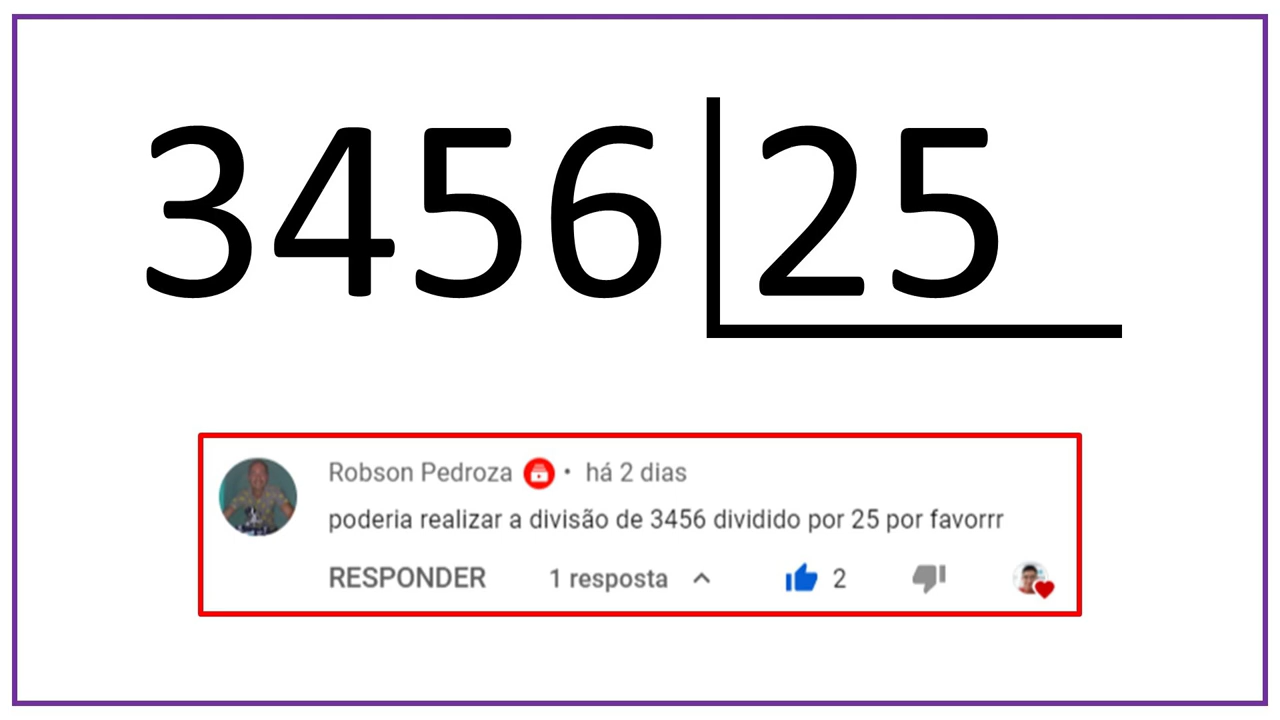 3456 25
Robson Pedroza • há 2 dias
poderia realizar a divisão de 3456 dividido por 25 por favorrr
RESPONDER 1 resposta 2